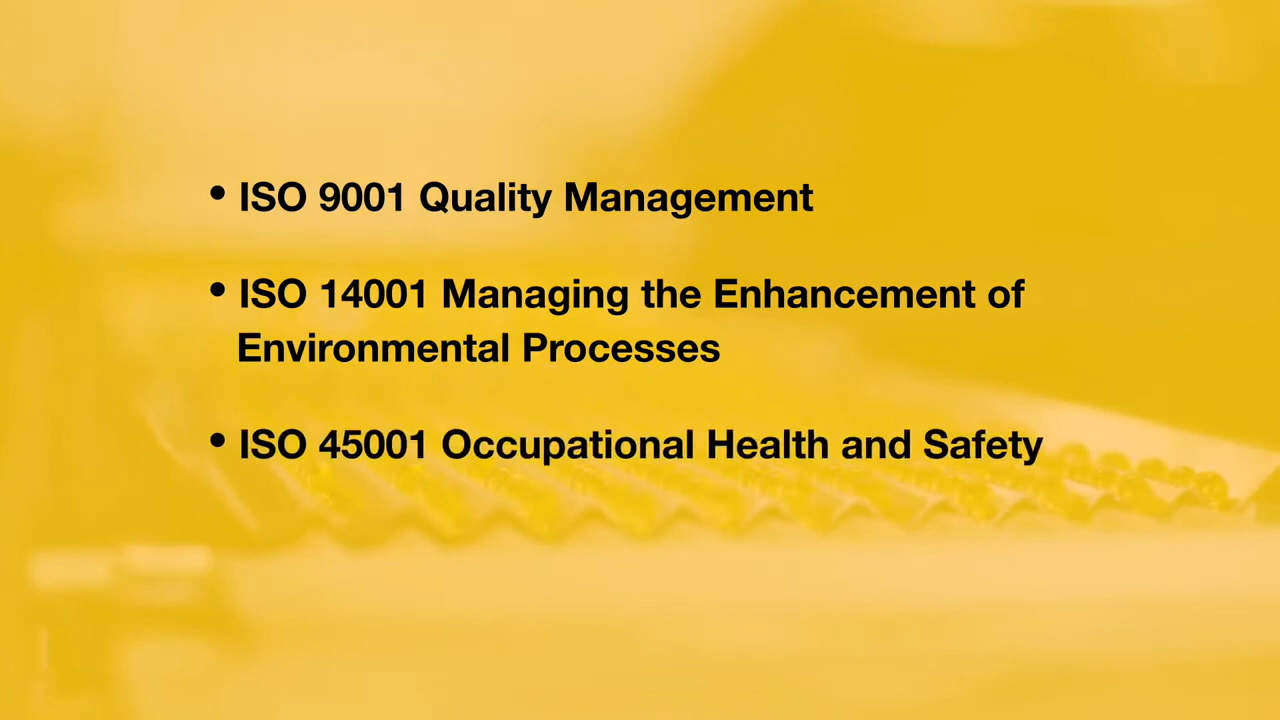 • ISO 9001 Quality Management
• ISO 14001 Managing the Enhancement of
Environmental Processes
• ISO 45001 Occupational Health and Safety